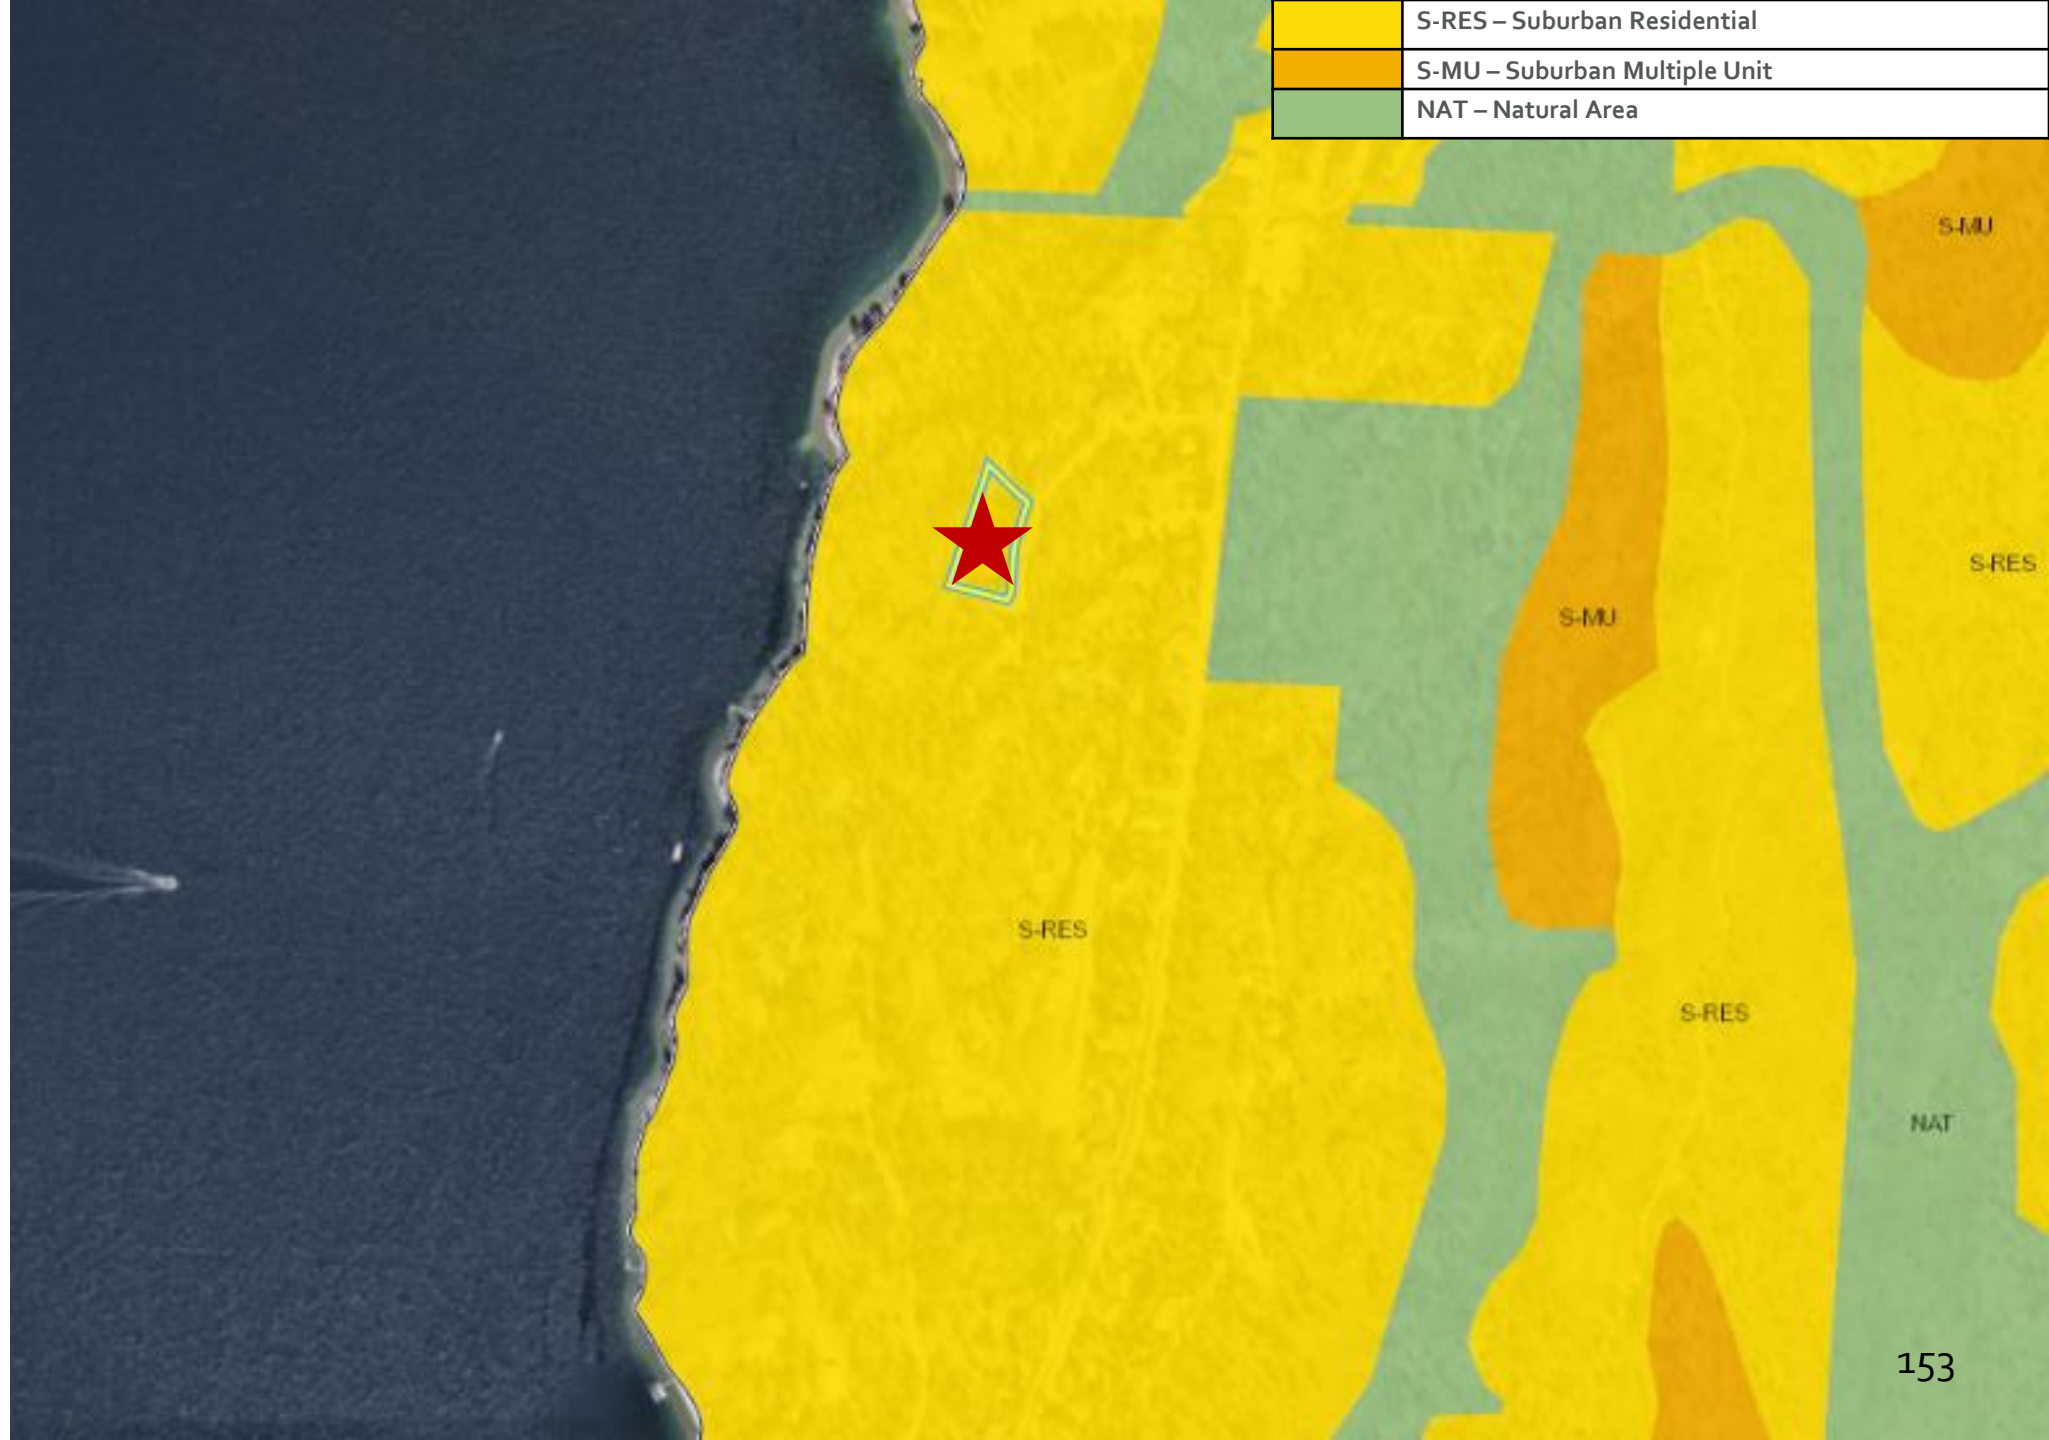 S-RES – Suburban Residential
S-MU – Suburban Multiple Unit
NAT – Natural Area
S-MU
S-RES
S-MU
S-RES
S-RES
NAT
153